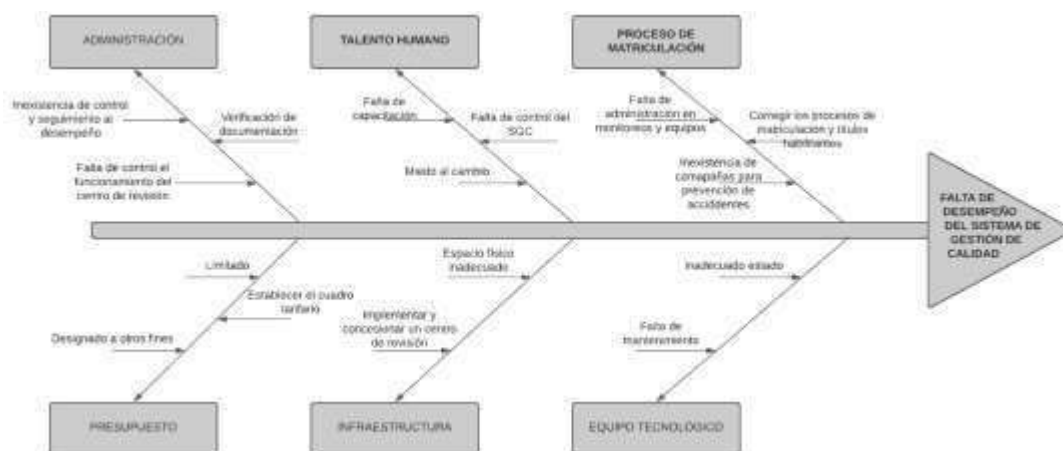 ADMINISTRACIÓN
TALENTO HUMANO
PROCESO DE
MATRICULACIÓN
Inexistencia de control
y seguimiento al
desempeño
Verificación de
documentación
Falta de control el
funcionamiento del
centro de revisión
Falta de
capacitación
Falta de control del
SGC
Miedo al cambio
Falta de
administración en
monitoreos y equipos
Corregir los procesos de
matriculación y títulos
habilitantes
Inexistencia de
campañas para
prevención de
accidentes
FALTA DE
DESEMPEÑO
DEL SISTEMA DE
GESTIÓN DE
CALIDAD
Limitado
Establecer el cuadro
tarifario
Designado a otros fines
Espacio físico
inadecuado
Implementar y
concesionar un centro
de revisión
Inadecuado estado
Falta de
mantenimiento
PRESUPUESTO
INFRAESTRUCTURA
EQUIPO TECNOLÓGICO